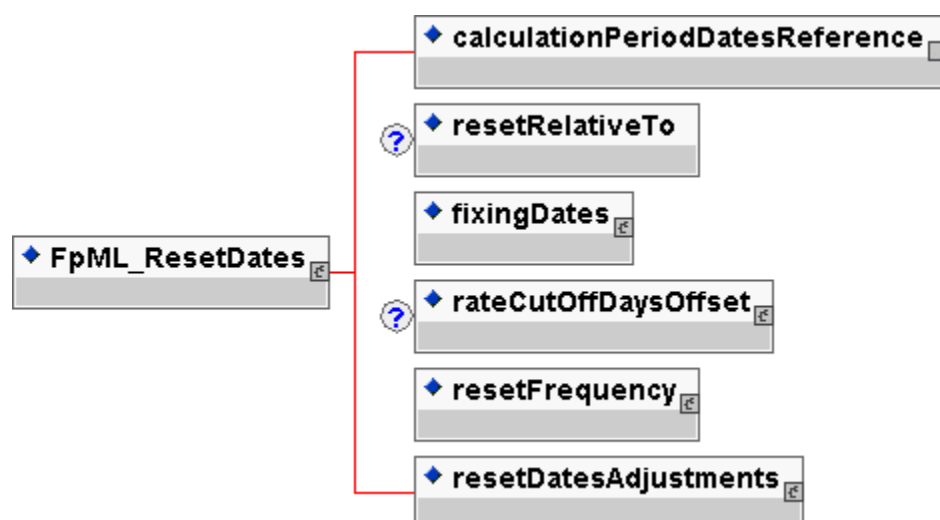 calculationPeriodDatesReference
? resetRelativeTo
fixingDates
FpML_ResetDates
? rateCutOffDaysOffset
resetFrequency
resetDatesAdjustments